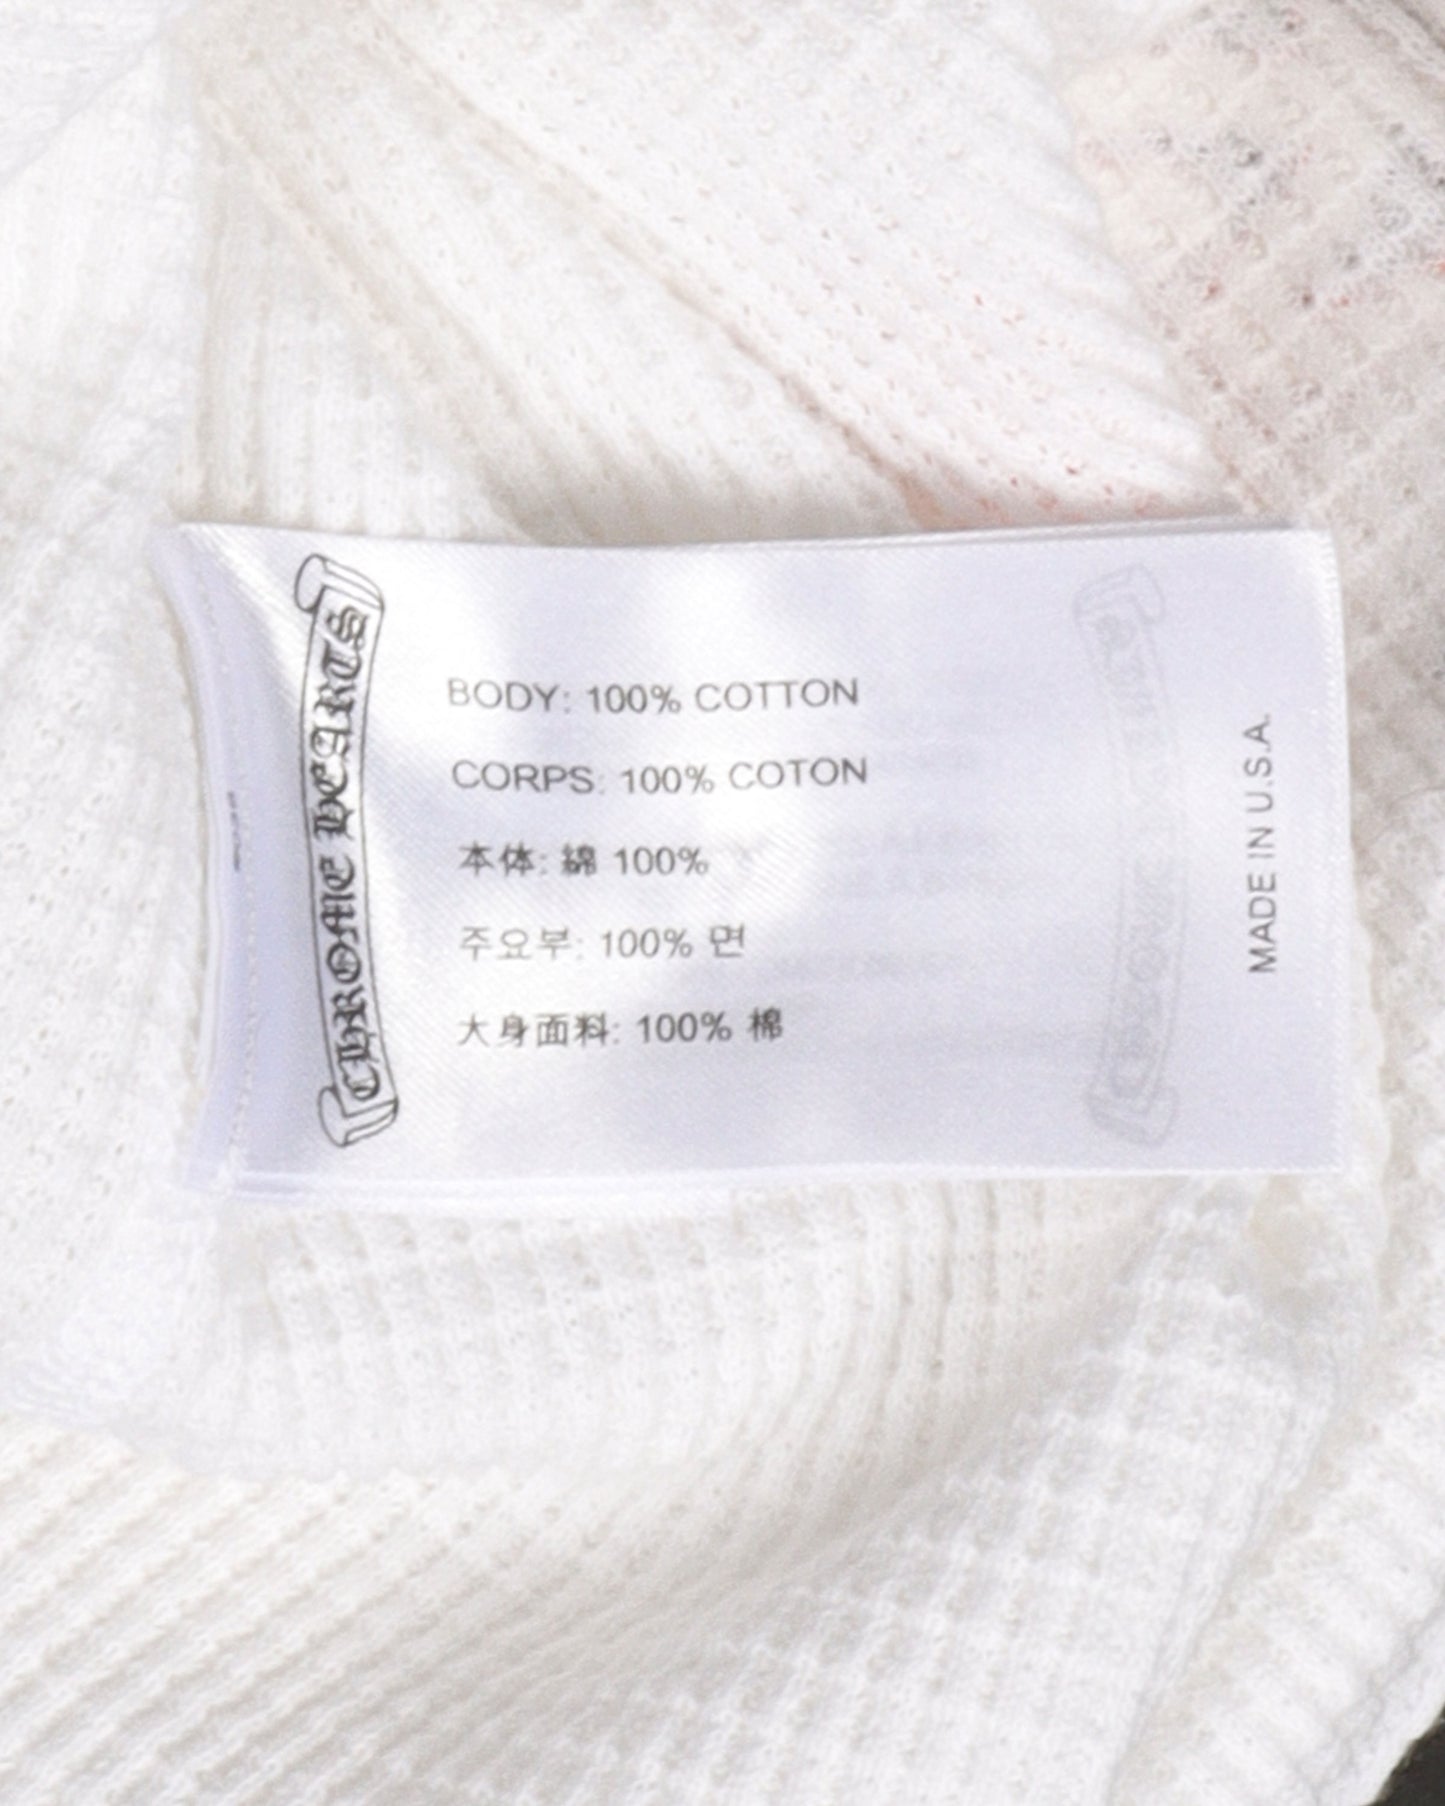 CHROME HEARTS
BODY: 100% COTTON
CORPS: 100% COTON
本体: 綿 100%
주요부: 100% 면
大身面料: 100% 棉
MADE IN U.S.A.